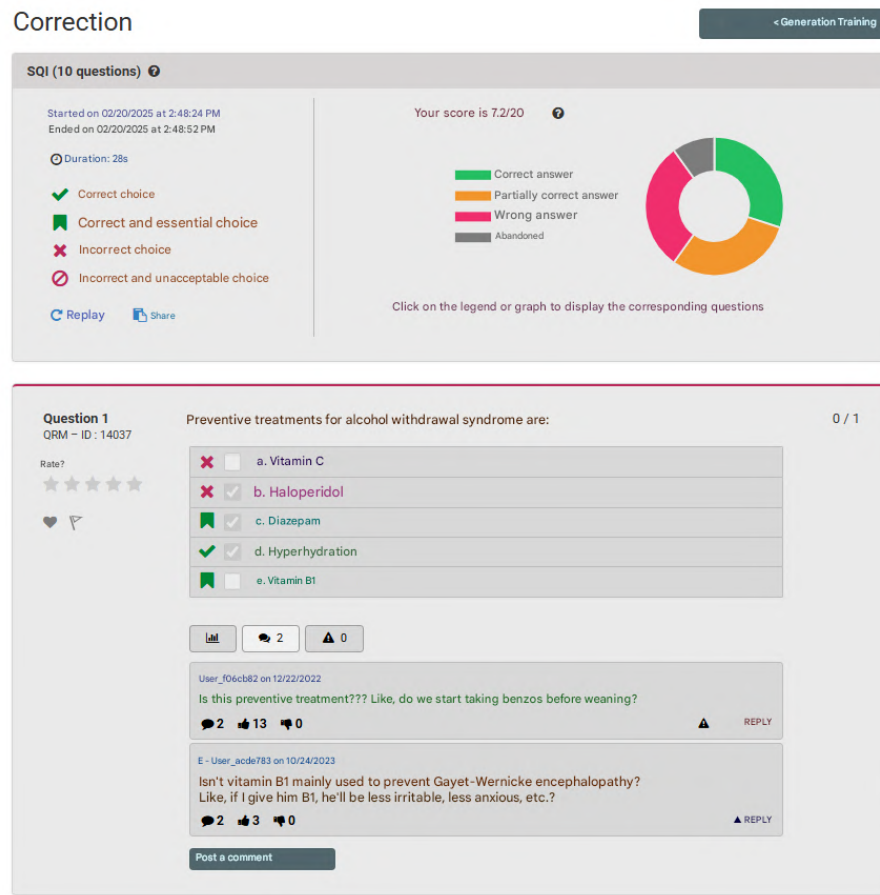 Correction
< Generation Training
SQI (10 questions) ?
Started on 02/20/2025 at 2:48:24 PM
Ended on 02/20/2025 at 2:48:52 PM
Duration: 28s
Correct choice
Correct and essential choice
Incorrect choice
Incorrect and unacceptable choice
Replay Share
Your score is 7.2/20 ?
Correct answer
Partially correct answer
Wrong answer
Abandoned
Click on the legend or graph to display the corresponding questions
Question 1
QRM – ID : 14037
Rate?
Preventive treatments for alcohol withdrawal syndrome are:
0 / 1
a. Vitamin C
b. Haloperidol
c. Diazepam
d. Hyperhydration
e. Vitamin B1
2 0
User_f06cb82 on 12/22/2022
Is this preventive treatment??? Like, do we start taking benzos before weaning?
2 13 0 REPLY
E - User_acde783 on 10/24/2023
Isn't vitamin B1 mainly used to prevent Gayet-Wernicke encephalopathy?
Like, if I give him B1, he'll be less irritable, less anxious, etc.?
2 3 0 REPLY
Post a comment